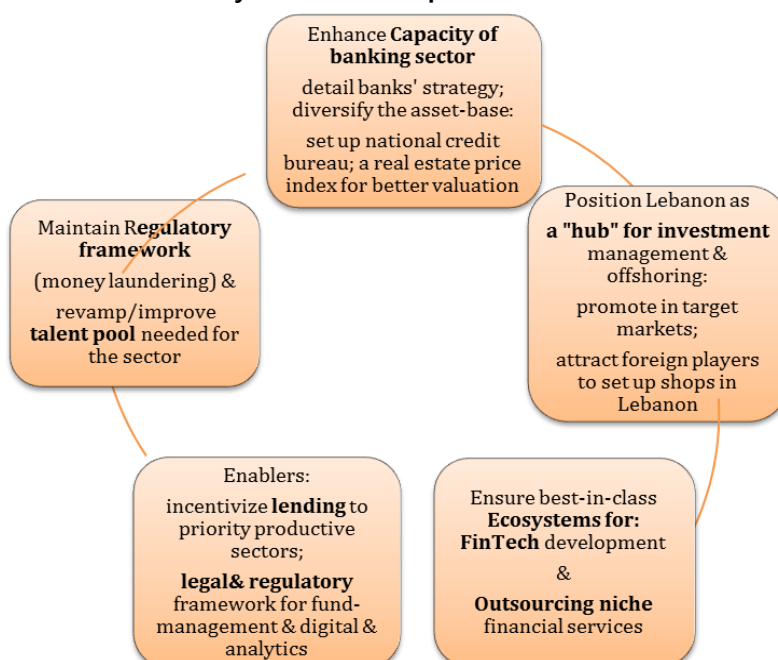 Enhance Capacity of
banking sector
detail banks' strategy;
diversify the asset-base:
set up national credit
bureau; a real estate price
index for better valuation
Position Lebanon as
a "hub" for investment
management &
offshoring:
promote in target
markets;
attract foreign players
to set up shops in
Lebanon
Ensure best-in-class
Ecosystems for:
FinTech development
&
Outsourcing niche
financial services
Enablers:
incentivize lending to
priority productive
sectors;
legal& regulatory
framework for fund-
management & digital &
analytics
Maintain Regulatory
framework
(money laundering) &
revamp/improve
talent pool needed for
the sector